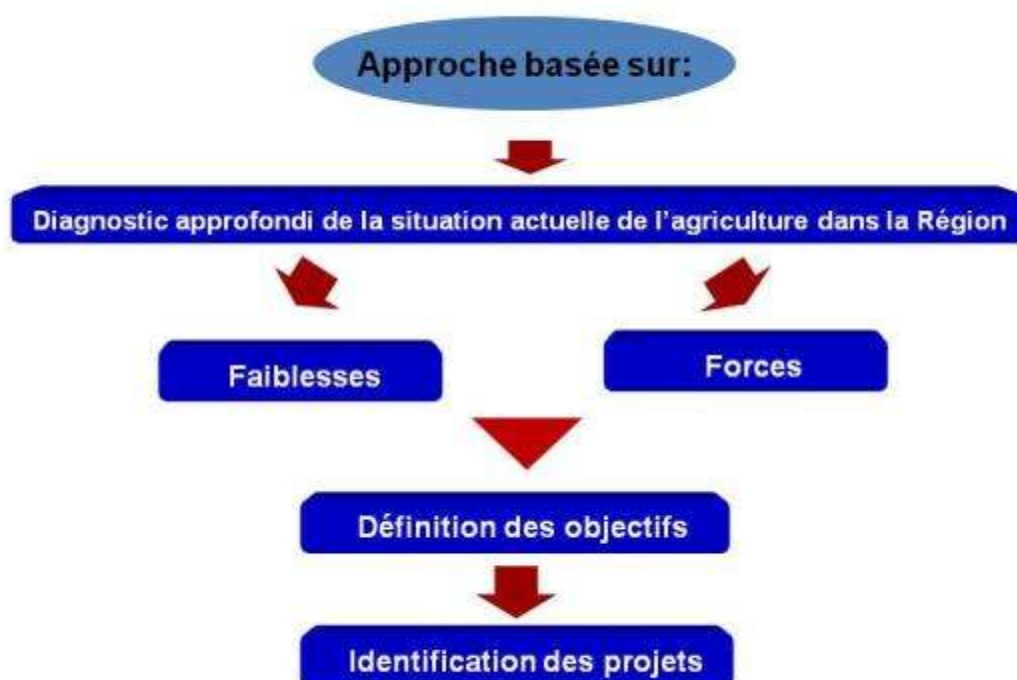 Approche basée sur:
Diagnostic approfondi de la situation actuelle de l'agriculture dans la Région
Faiblesses
Forces
Définition des objectifs
Identification des projets